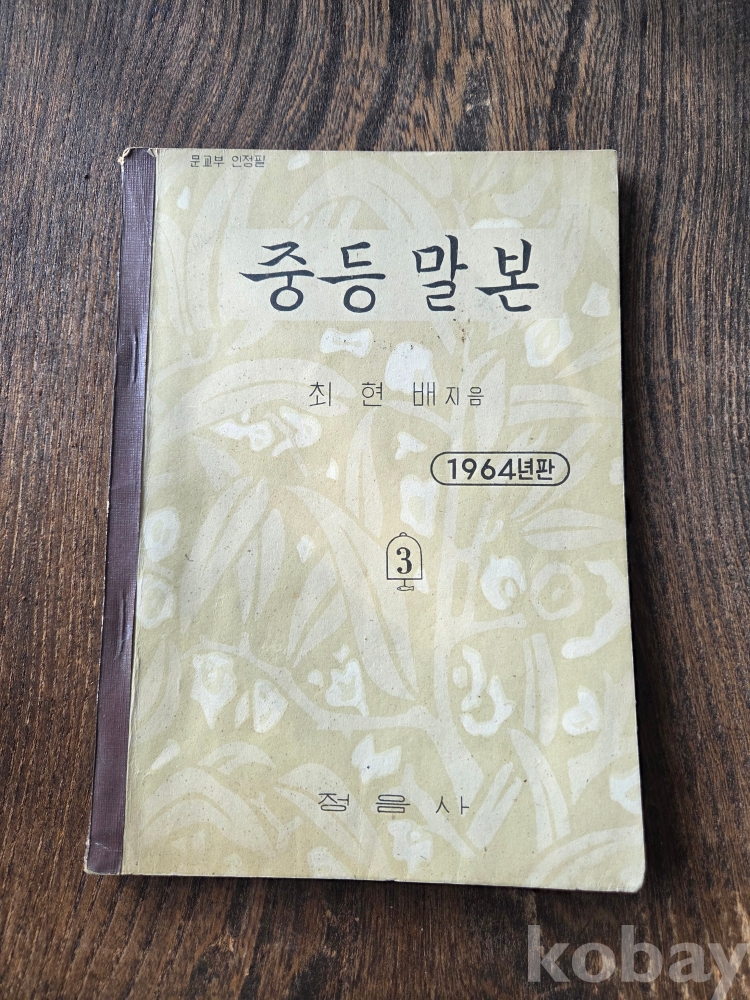 문교부 인정필
중등 말본
최 현 배 지음
1964년판
3
정 음 사
kobay